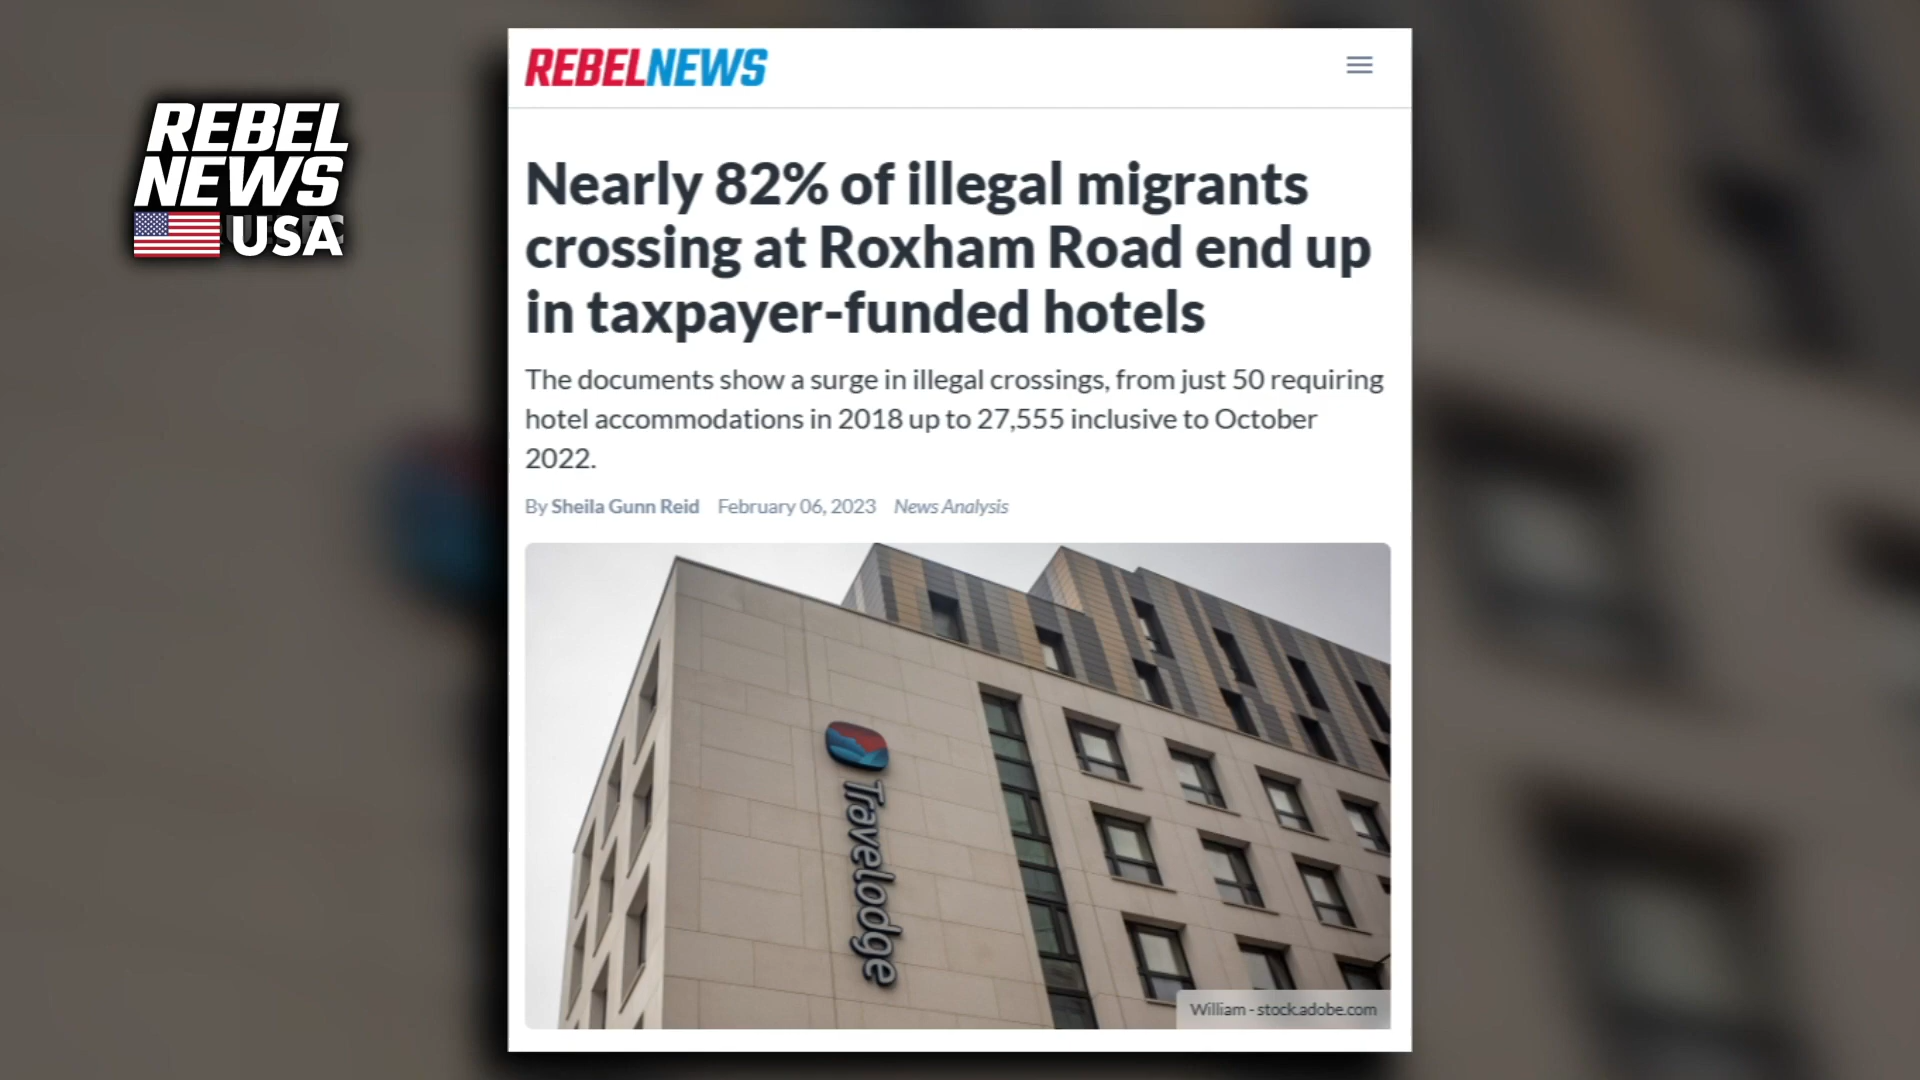 REBEL
NEWS
USA
REBELNEWS
Nearly 82% of illegal migrants
crossing at Roxham Road end up
in taxpayer-funded hotels
The documents show a surge in illegal crossings, from just 50 requiring
hotel accommodations in 2018 up to 27,555 inclusive to October
2022.
By Sheila Gunn Reid February 06, 2023 News Analysis
Travelodge
William - stock.adobe.com